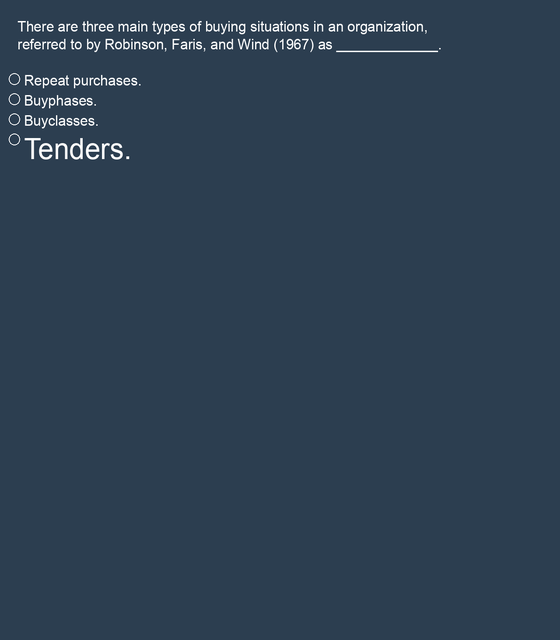 There are three main types of buying situations in an organization,
referred to by Robinson, Faris, and Wind (1967) as _____________.
Repeat purchases.
Buyphases.
Buyclasses.
Tenders.